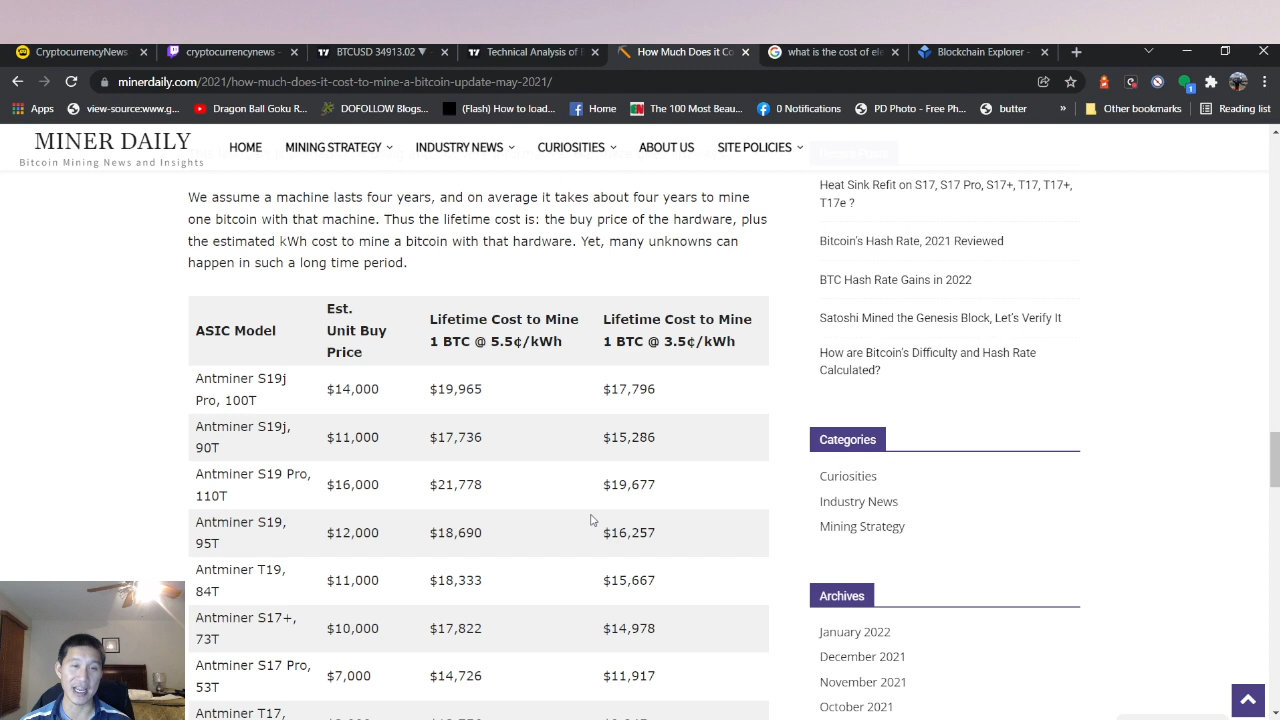 CryptocurrencyNews
cryptocurrencynews -
BTCUSD 34913.02 ▼
Technical Analysis of
How Much Does it Co
what is the cost of ele
Blockchain Explorer -
minerdaily.com/2021/how-much-does-it-cost-to-mine-a-bitcoin-update-may-2021/
Apps
view-source:www.g...
Dragon Ball Goku R...
DOFOLLOW Blogs...
(Flash) How to load...
Home
The 100 Most Beau...
0 Notifications
PD Photo - Free Ph...
butter
»
Other bookmarks
Reading list
MINER DAILY
Bitcoin Mining News and Insights
HOME
MINING STRATEGY
INDUSTRY NEWS
CURIOSITIES
ABOUT US
SITE POLICIES
Recent Posts
We assume a machine lasts four years, and on average it takes about four years to mine
one bitcoin with that machine. Thus the lifetime cost is: the buy price of the hardware, plus
the estimated kWh cost to mine a bitcoin with that hardware. Yet, many unknowns can
happen in such a long time period.
ASIC Model
Est.
Unit Buy
Price
Lifetime Cost to Mine
1 BTC @ 5.5¢/kWh
Lifetime Cost to Mine
1 BTC @ 3.5¢/kWh
Antminer S19j
Pro, 100T
$14,000
$19,965
$17,796
Antminer S19j,
90T
$11,000
$17,736
$15,286
Antminer S19 Pro,
110T
$16,000
$21,778
$19,677
Antminer S19,
95T
$12,000
$18,690
$16,257
Antminer T19,
84T
$11,000
$18,333
$15,667
Antminer S17+,
73T
$10,000
$17,822
$14,978
Antminer S17 Pro,
53T
$7,000
$14,726
$11,917
Antminer T17,
Heat Sink Refit on S17, S17 Pro, S17+, T17, T17+,
T17e ?
Bitcoin's Hash Rate, 2021 Reviewed
BTC Hash Rate Gains in 2022
Satoshi Mined the Genesis Block, Let's Verify It
How are Bitcoin's Difficulty and Hash Rate
Calculated?
Categories
Curiosities
Industry News
Mining Strategy
Archives
January 2022
December 2021
November 2021
October 2021